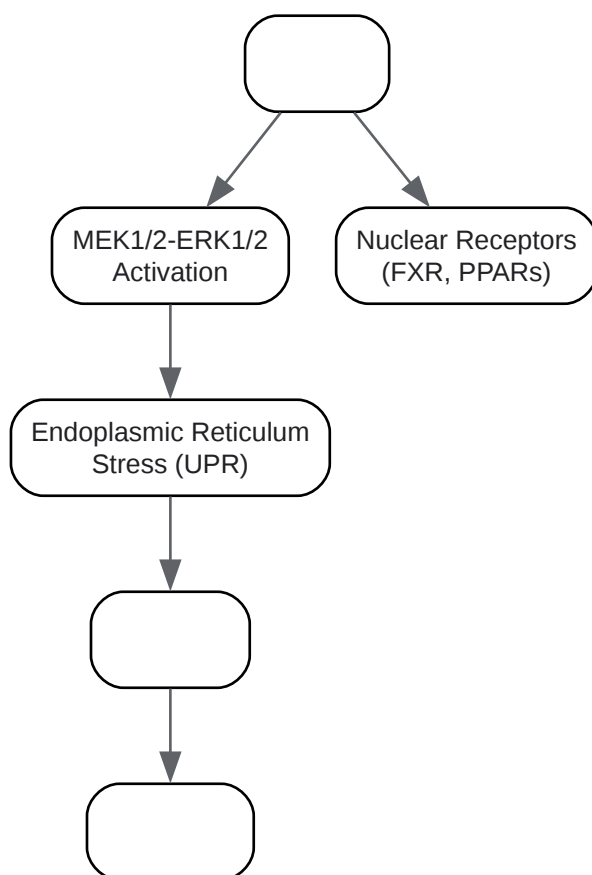 MEK1/2-ERK1/2
Activation
Nuclear Receptors
(FXR, PPARs)
Endoplasmic Reticulum
Stress (UPR)